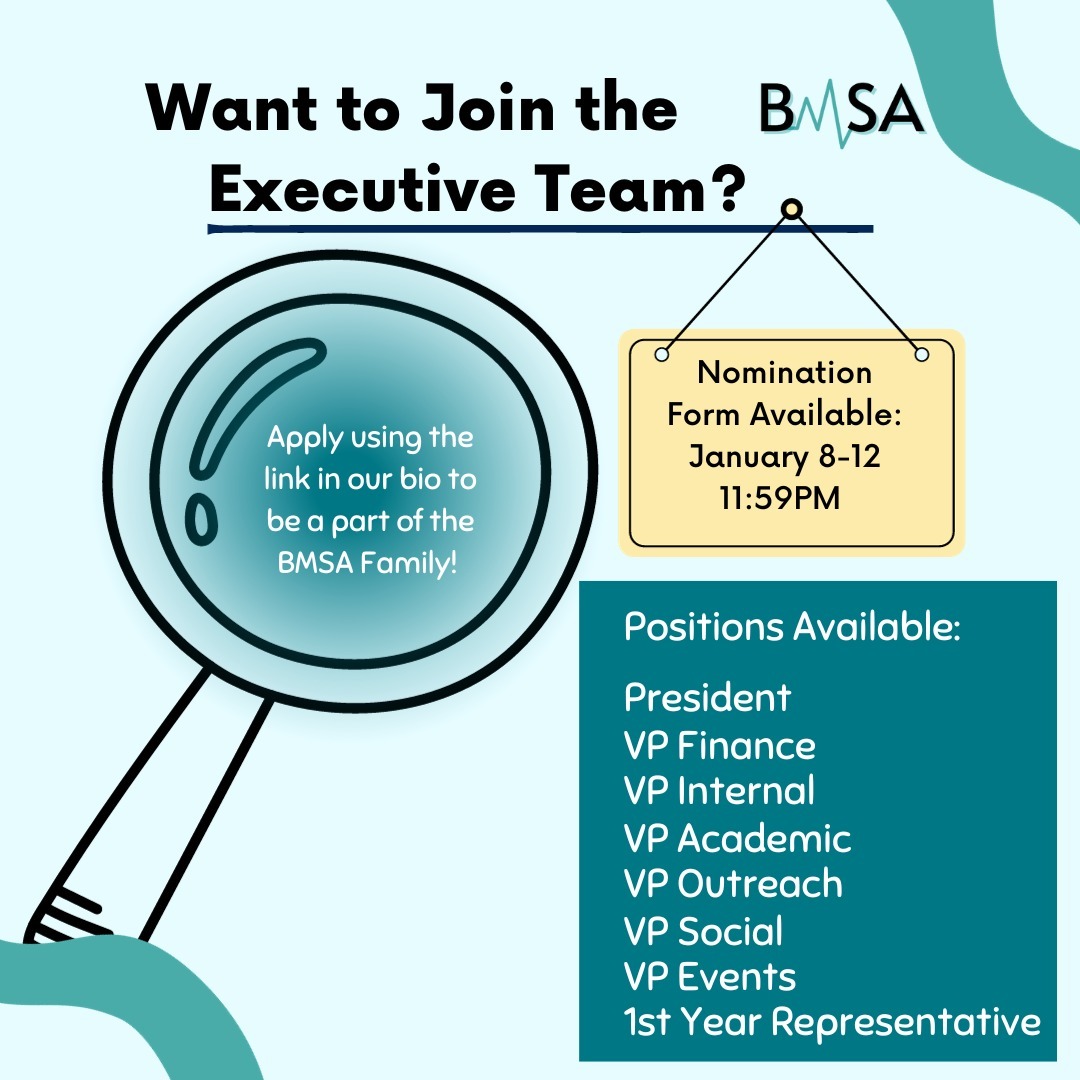 Want to Join the
Executive Team?
BMSA
Apply using the
link in our bio to
be a part of the
BMSA Family!
Nomination
Form Available:
January 8-12
11:59PM
Positions Available:
President
VP Finance
VP Internal
VP Academic
VP Outreach
VP Social
VP Events
1st Year Representative